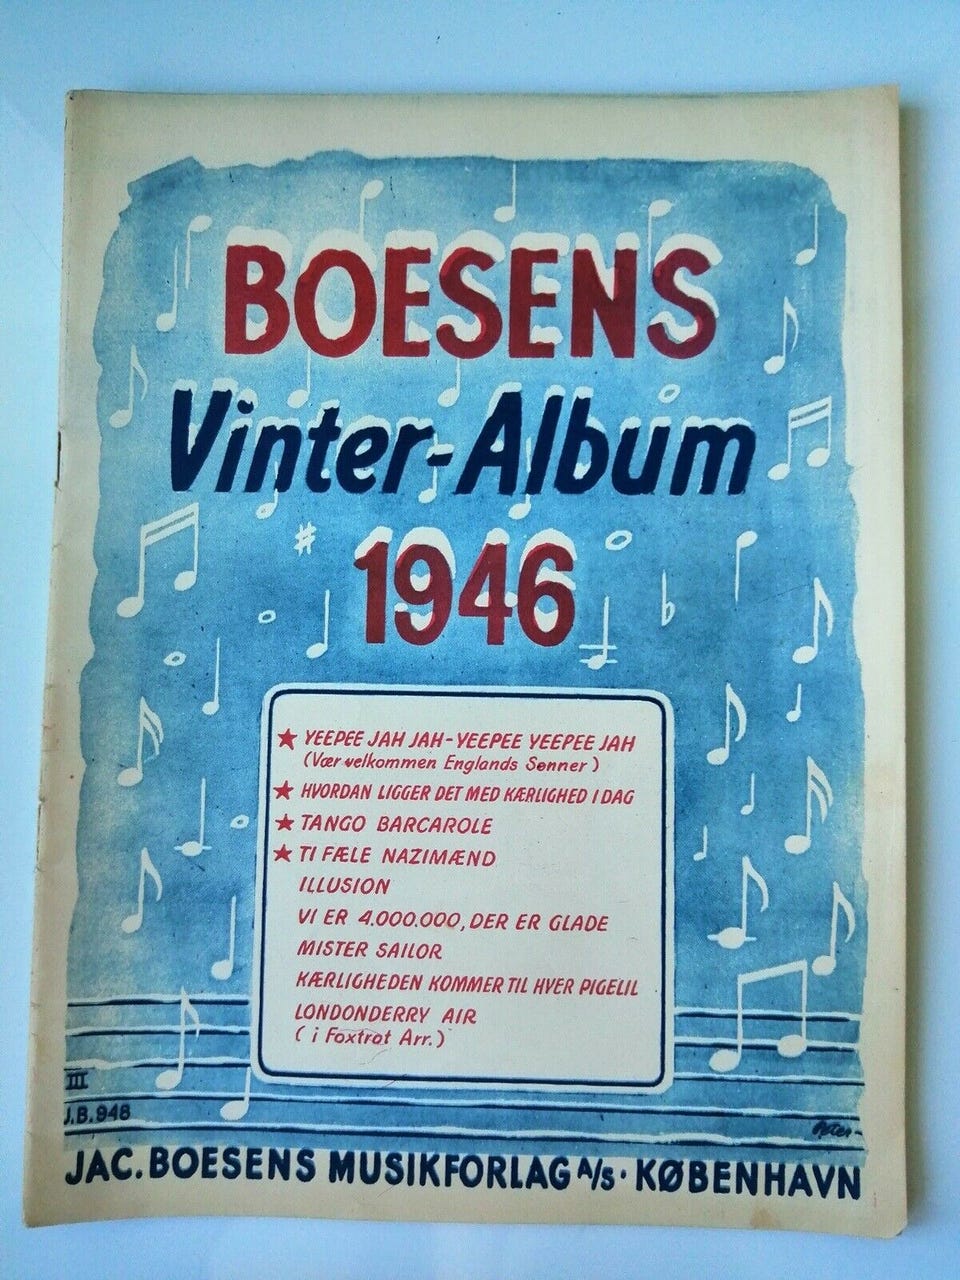 BOESENS
Vinter-Album
1946
★ YEEPEE JAH JAH-YEEPEE YEEPEE JAH
(Vær velkommen Englands Sønner)
★ HVORDAN LIGGER DET MED KÆRLIGHED I DAG
★ TANGO BARCAROLE
★ TI FÆLE NAZIMÆND
ILLUSION
VI ER 4.000.000, DER ER GLADE
MISTER SAILOR
KÆRLIGHEDEN KOMMER TIL HVER PIGELIL
LONDONDERRY AIR
(i Foxtrot Arr.)
III
J.B.948
JAC. BOESENS MUSIKFORLAG A/S · KØBENHAVN